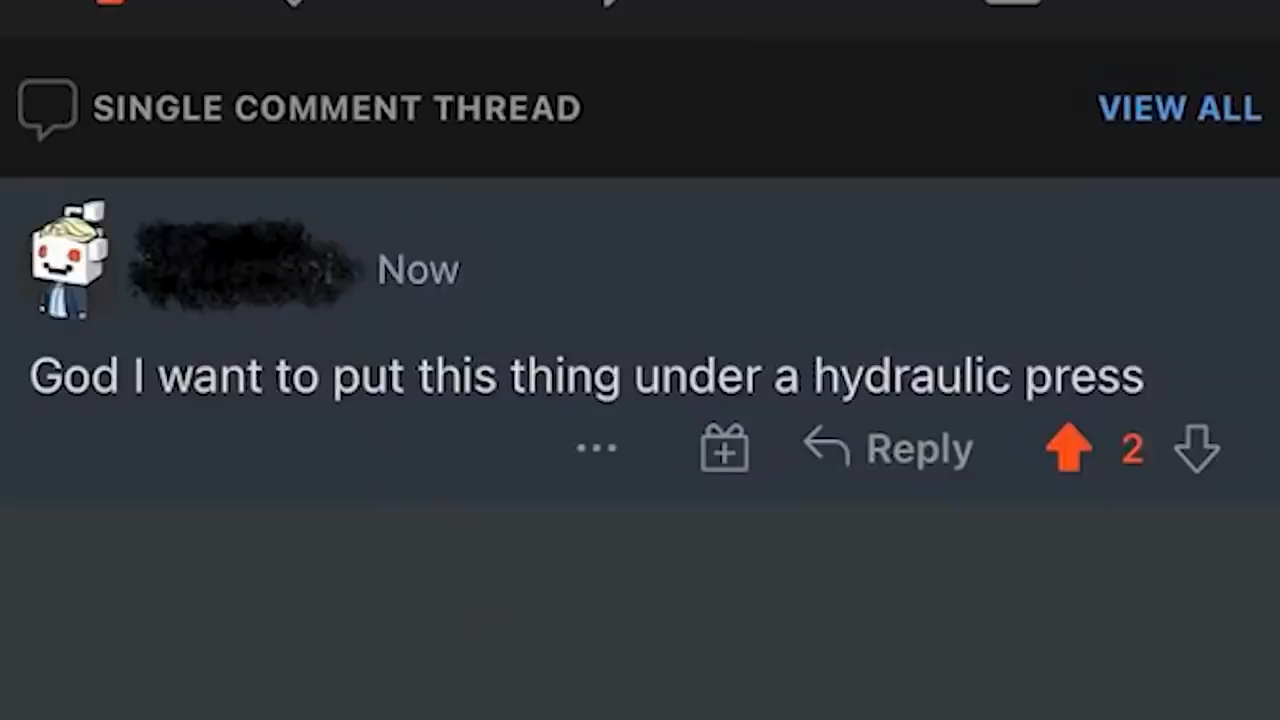 SINGLE COMMENT THREAD VIEW ALL
Now
God I want to put this thing under a hydraulic press
... Reply 2